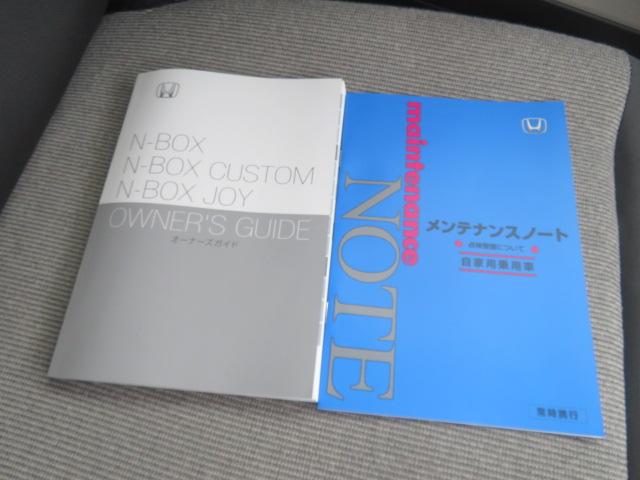 N-BOX
N-BOX CUSTOM
N-BOX JOY
OWNER'S GUIDE
オーナーズガイド
maintenance
NOTE
メンテナンスノート
点検整備について
自家用乗用車
常時携行